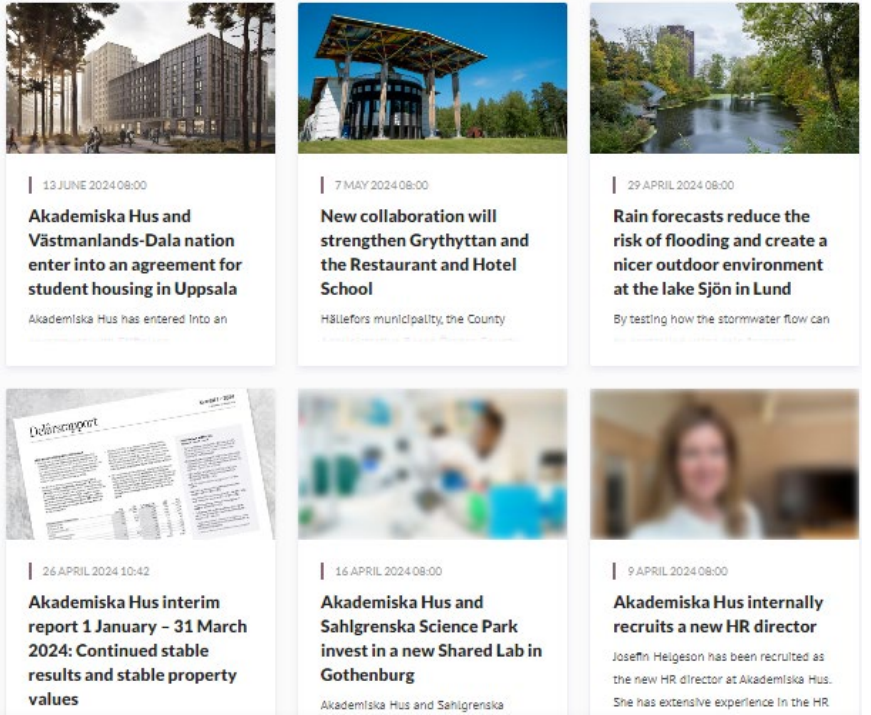 13 JUNE 2024 08:00
Akademiska Hus and
Västmanlands-Dala nation
enter into an agreement for
student housing in Uppsala
Akademiska Hus has entered into an
7 MAY 2024 08:00
New collaboration will
strengthen Grythyttan and
the Restaurant and Hotel
School
Hällefors municipality, the County
29 APRIL 2024 08:00
Rain forecasts reduce the
risk of flooding and create a
nicer outdoor environment
at the lake Sjön in Lund
By testing how the stormwater flow can
Delårsrapport
26 APRIL 2024 10:42
Akademiska Hus interim
report 1 January – 31 March
2024: Continued stable
results and stable property
values
16 APRIL 2024 08:00
Akademiska Hus and
Sahlgrenska Science Park
invest in a new Shared Lab in
Gothenburg
Akademiska Hus and Sahlgrenska
9 APRIL 2024 08:00
Akademiska Hus internally
recruits a new HR director
Josefin Helgeson has been recruited as
the new HR director at Akademiska Hus.
She has extensive experience in the HR